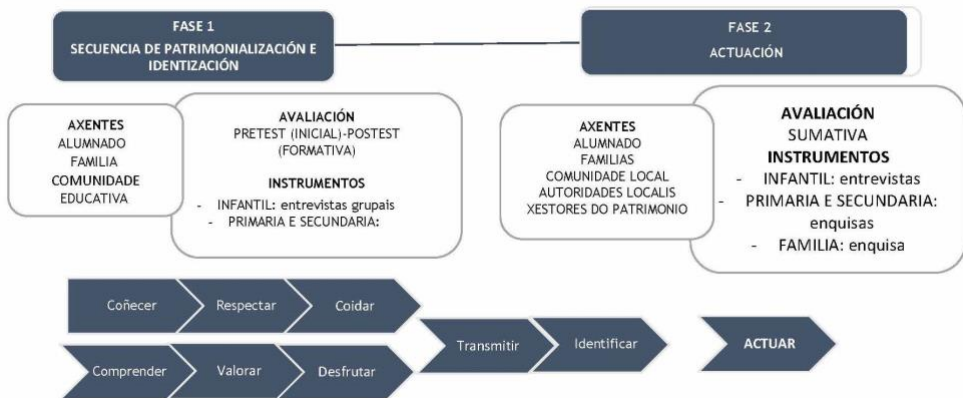 FASE 1
SECUENCIA DE PATRIMONIALIZACIÓN E
IDENTIZACIÓN
FASE 2
ACTUACIÓN
AXENTES
ALUMNADO
FAMILIA
COMUNIDADE
EDUCATIVA
AVALIACIÓN
PRETEST (INICIAL)-POSTEST
(FORMATIVA)
INSTRUMENTOS
- INFANTIL: entrevistas grupais
- PRIMARIA E SECUNDARIA:
AXENTES
ALUMNADO
FAMILIAS
COMUNIDADE LOCAL
AUTORIDADES LOCALIS
XESTORES DO PATRIMONIO
AVALIACIÓN
SUMATIVA
INSTRUMENTOS
- INFANTIL: entrevistas
- PRIMARIA E SECUNDARIA:
enquisas
- FAMILIA: enquisa
Coñecer
Respectar
Coidar
Comprender
Valorar
Desfrutar
Transmitir
Identificar
ACTUAR